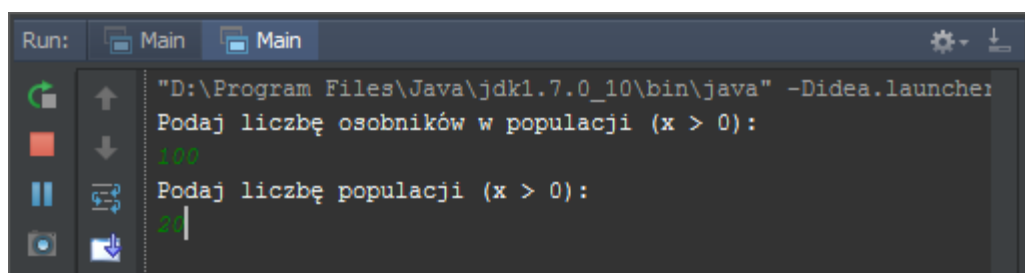 Run: Main Main
"D:\Program Files\Java\jdk1.7.0_10\bin\java" -Didea.launcher
Podaj liczbę osobników w populacji (x > 0):
100
Podaj liczbę populacji (x > 0):
20